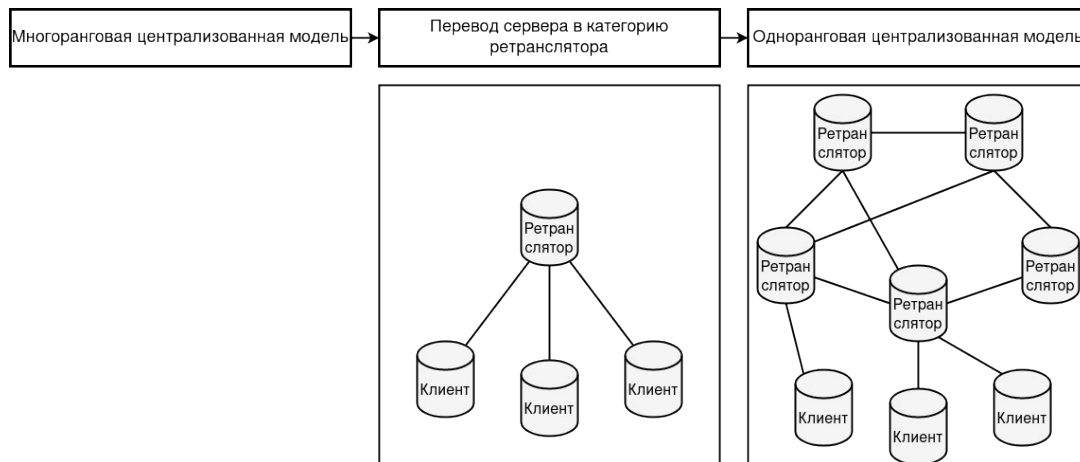 Многоранговая централизованная модель
Перевод сервера в категорию
ретранслятора
Одноранговая централизованная модель
Ретран
слятор
Ретран
слятор
Ретран
слятор
Ретран
слятор
Ретран
слятор
Ретран
слятор
Клиент
Клиент
Клиент
Клиент
Клиент
Клиент